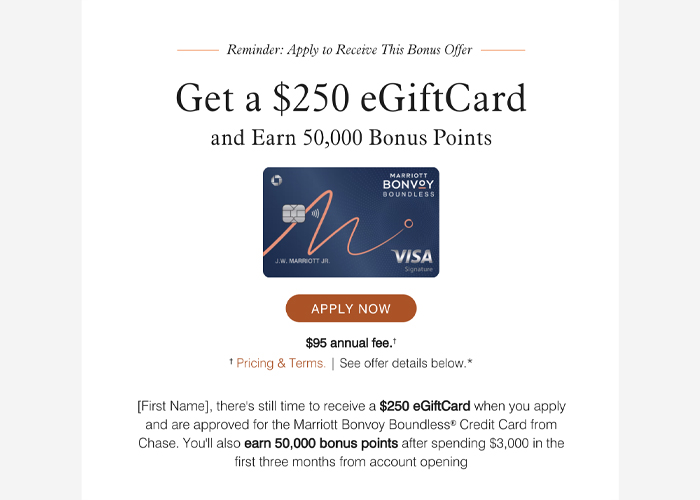 Reminder: Apply to Receive This Bonus Offer
Get a $250 eGiftCard
and Earn 50,000 Bonus Points
MARRIOTT
BONVOY
BOUNDLESS
J.W. MARRIOTT JR.
VISA
Signature
APPLY NOW
$95 annual fee.†
† Pricing & Terms. | See offer details below.*
[First Name], there's still time to receive a $250 eGiftCard when you apply
and are approved for the Marriott Bonvoy Boundless® Credit Card from
Chase. You'll also earn 50,000 bonus points after spending $3,000 in the
first three months from account opening